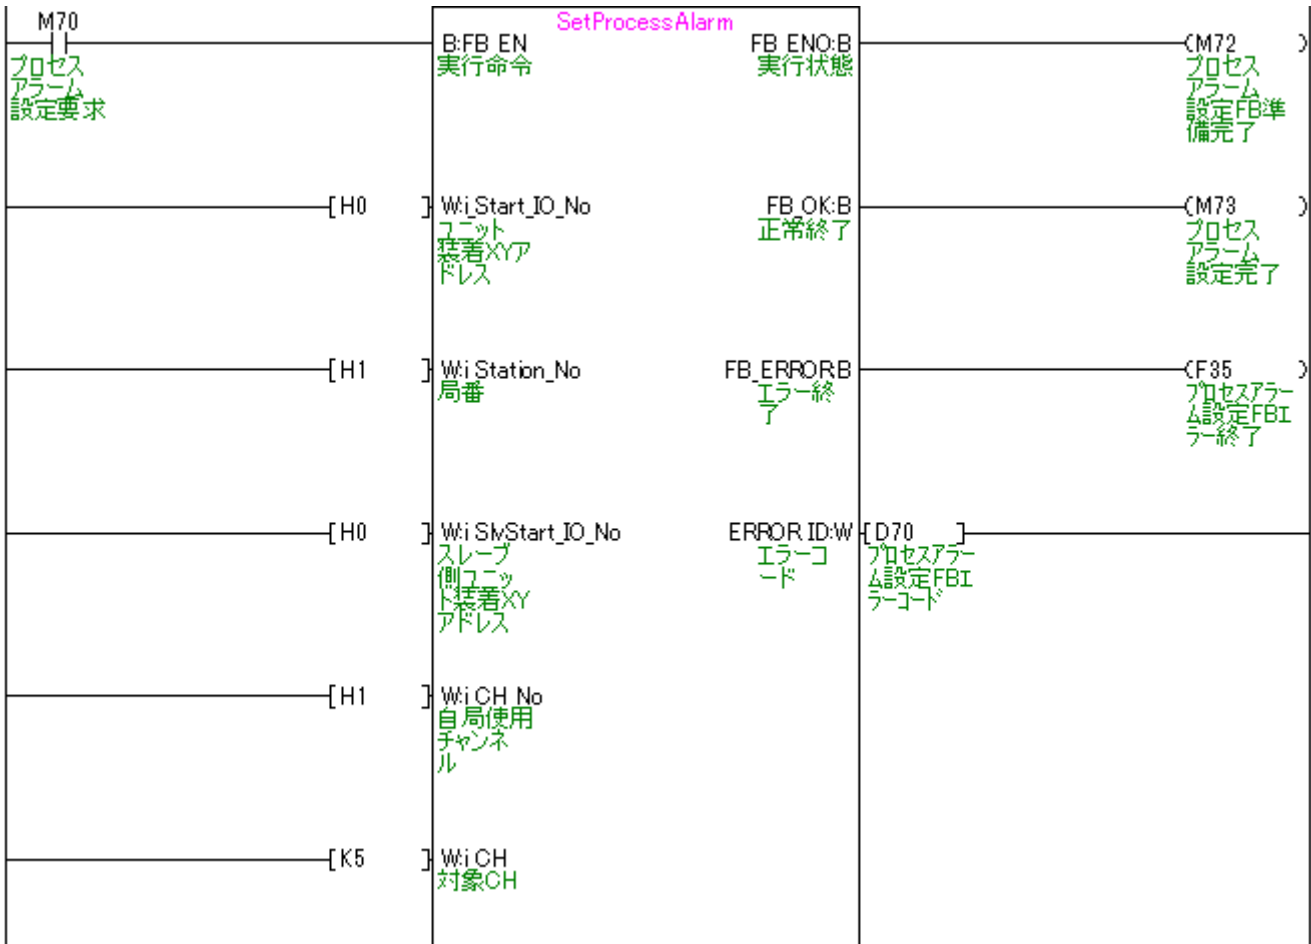 SetProcessAlarm
M70
プロセス
アラーム
設定要求
B:FB_EN
実行命令
FB_ENO:B
実行状態
(M72 )
プロセス
アラーム
設定FB準
備完了
[H0 ]
W:i_Start_IO_No
ユニット
装着XYア
ドレス
FB_OK:B
正常終了
(M73 )
プロセス
アラーム
設定完了
[H1 ]
W:i_Station_No
局番
FB_ERROR:B
エラー終
了
(F35 )
プロセスアラー
ム設定FBエ
ラー終了
[H0 ]
W:i_SlvStart_IO_No
スレーブ
側ユニッ
ト装着XY
アドレス
ERROR_ID:W
エラーコ
ード
[D70 ]
プロセスアラー
ム設定FBエ
ラーコード
[H1 ]
W:i_CH_No
自局使用
チャンネ
ル
[K5 ]
W:i_CH
対象CH